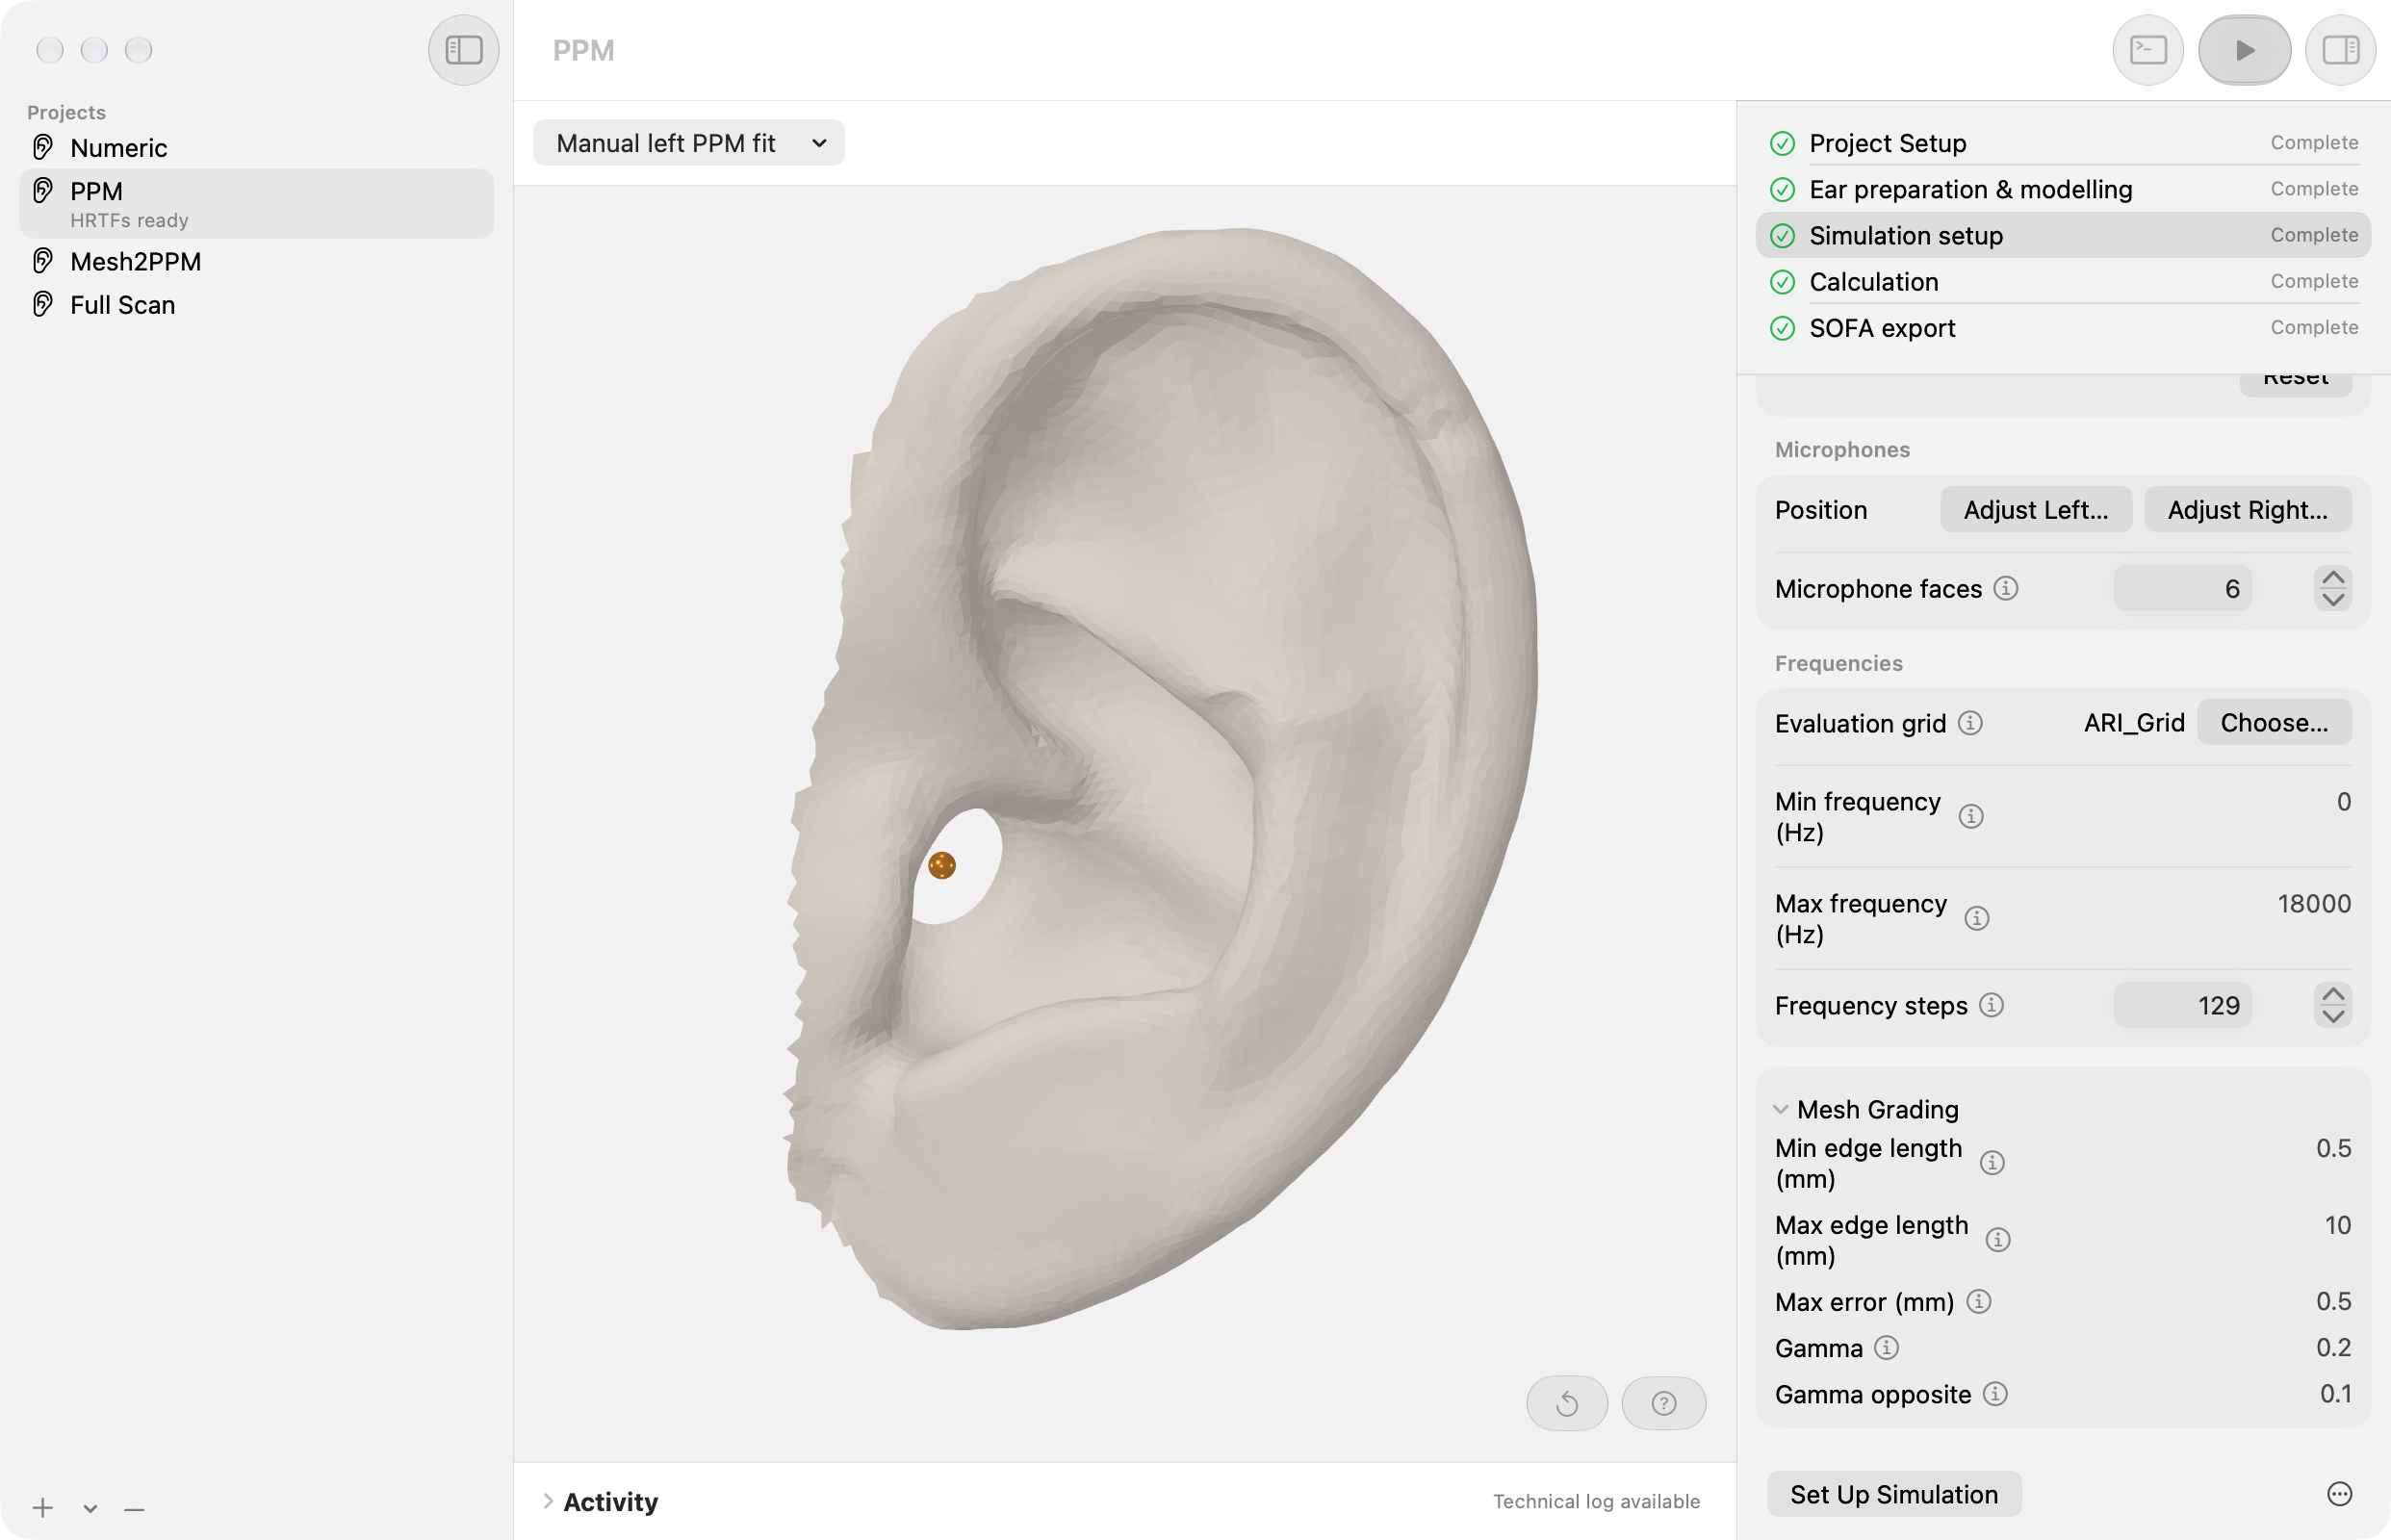 PPM
Projects
Numeric
PPM
HRTFs ready
Mesh2PPM
Full Scan
Manual left PPM fit
Activity
Technical log available
Project Setup Complete
Ear preparation & modelling Complete
Simulation setup Complete
Calculation Complete
SOFA export Complete
Reset
Microphones
Position Adjust Left... Adjust Right...
Microphone faces 6
Frequencies
Evaluation grid ARI_Grid Choose...
Min frequency 0
(Hz)
Max frequency 18000
(Hz)
Frequency steps 129
Mesh Grading
Min edge length 0.5
(mm)
Max edge length 10
(mm)
Max error (mm) 0.5
Gamma 0.2
Gamma opposite 0.1
Set Up Simulation